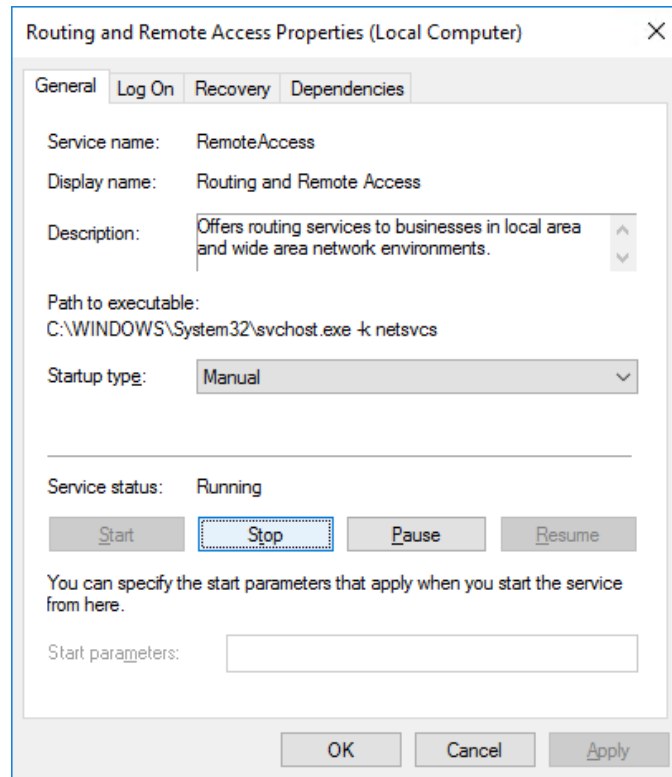 Routing and Remote Access Properties (Local Computer)
General Log On Recovery Dependencies
Service name: RemoteAccess
Display name: Routing and Remote Access
Description: Offers routing services to businesses in local area
and wide area network environments.
Path to executable:
C:\WINDOWS\System32\svchost.exe -k netsvcs
Startup type: Manual
Service status: Running
Start Stop Pause Resume
You can specify the start parameters that apply when you start the service
from here.
Start parameters:
OK Cancel Apply